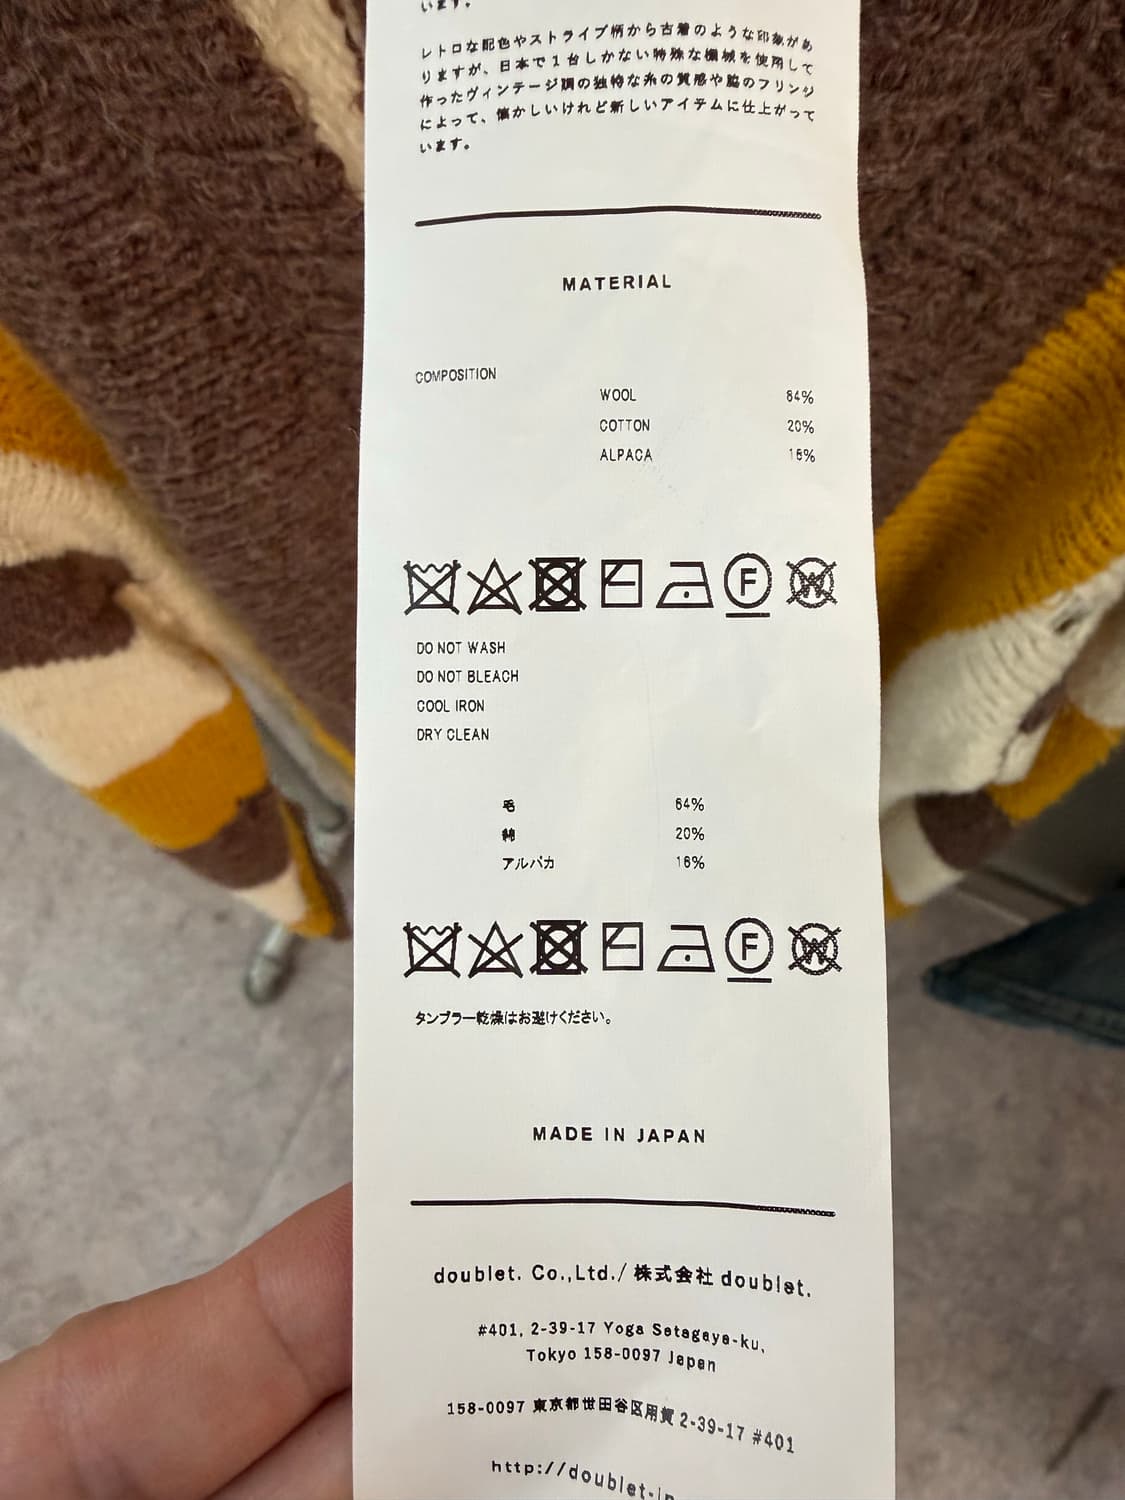 います。
レトロな配色やストライプ柄から古着のような印象があ
りますが、日本で1台しかない特殊な機械を使用して
作ったヴィンテージ調の独特な糸の質感や脇のフリンジ
によって、懐かしいけれど新しいアイテムに仕上がって
います。
MATERIAL
COMPOSITION
WOOL 64%
COTTON 20%
ALPACA 16%
F W
DO NOT WASH
DO NOT BLEACH
COOL IRON
DRY CLEAN
毛 64%
綿 20%
アルパカ 16%
F W
タンブラー乾燥はお避けください。
MADE IN JAPAN
doublet. Co.,Ltd./ 株式会社 doublet.
#401, 2-39-17 Yoga Setagaya-ku,
Tokyo 158-0097 Japan
158-0097 東京都世田谷区用賀 2-39-17 #401
http://doublet-